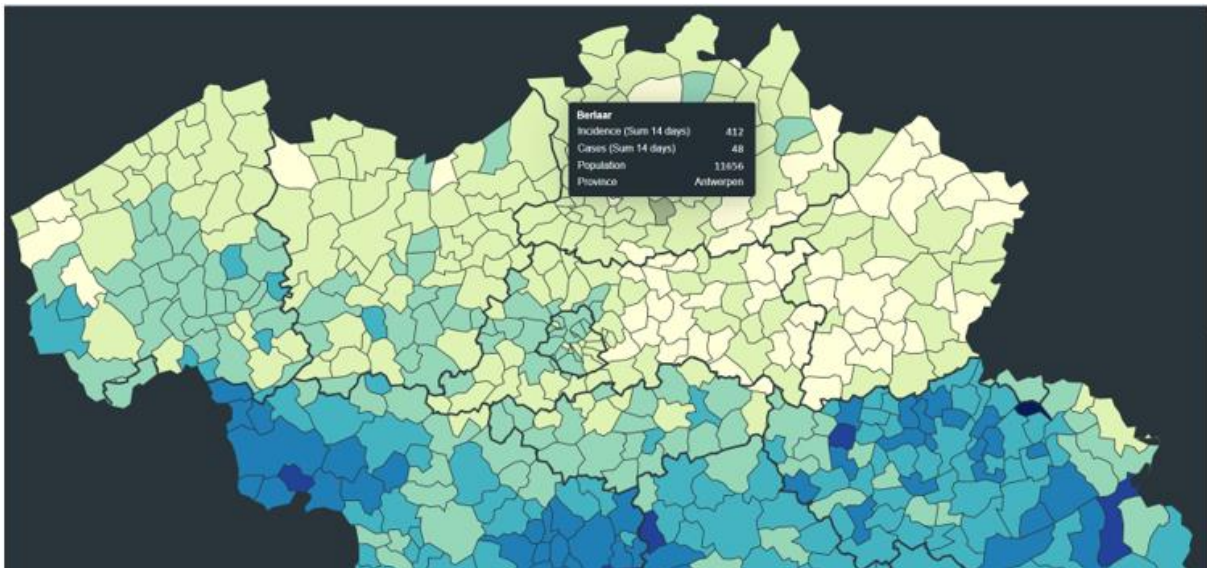 Berlaar
Incidence (Sum 14 days) 412
Cases (Sum 14 days) 48
Population 11656
Province Antwerpen